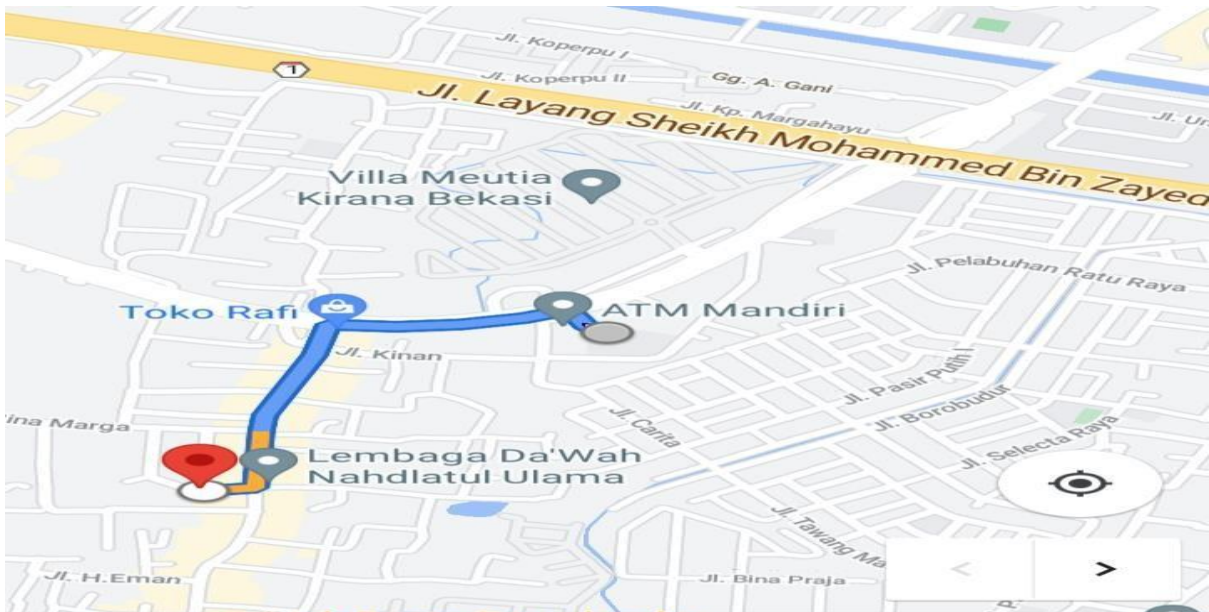 Jl. Koperpu I
Jl. Koperpu II
Gg. A. Gani
1
Jl. Layang Sheikh Mohammed Bin Zayed
Jl. Kp. Margahayu
Villa Meutia
Kirana Bekasi
Jl. Pelabuhan Ratu Raya
Toko Rafi
ATM Mandiri
Jl. Kinan
Jl. Pasir Putih I
Jl. Carita
Jl. Borobudur
ina Marga
Jl. Selecta Raya
Lembaga Da'Wah
Nahdlatul Ulama
Jl. Tawang Ma
Jl. H.Eman
Jl. Bina Praja